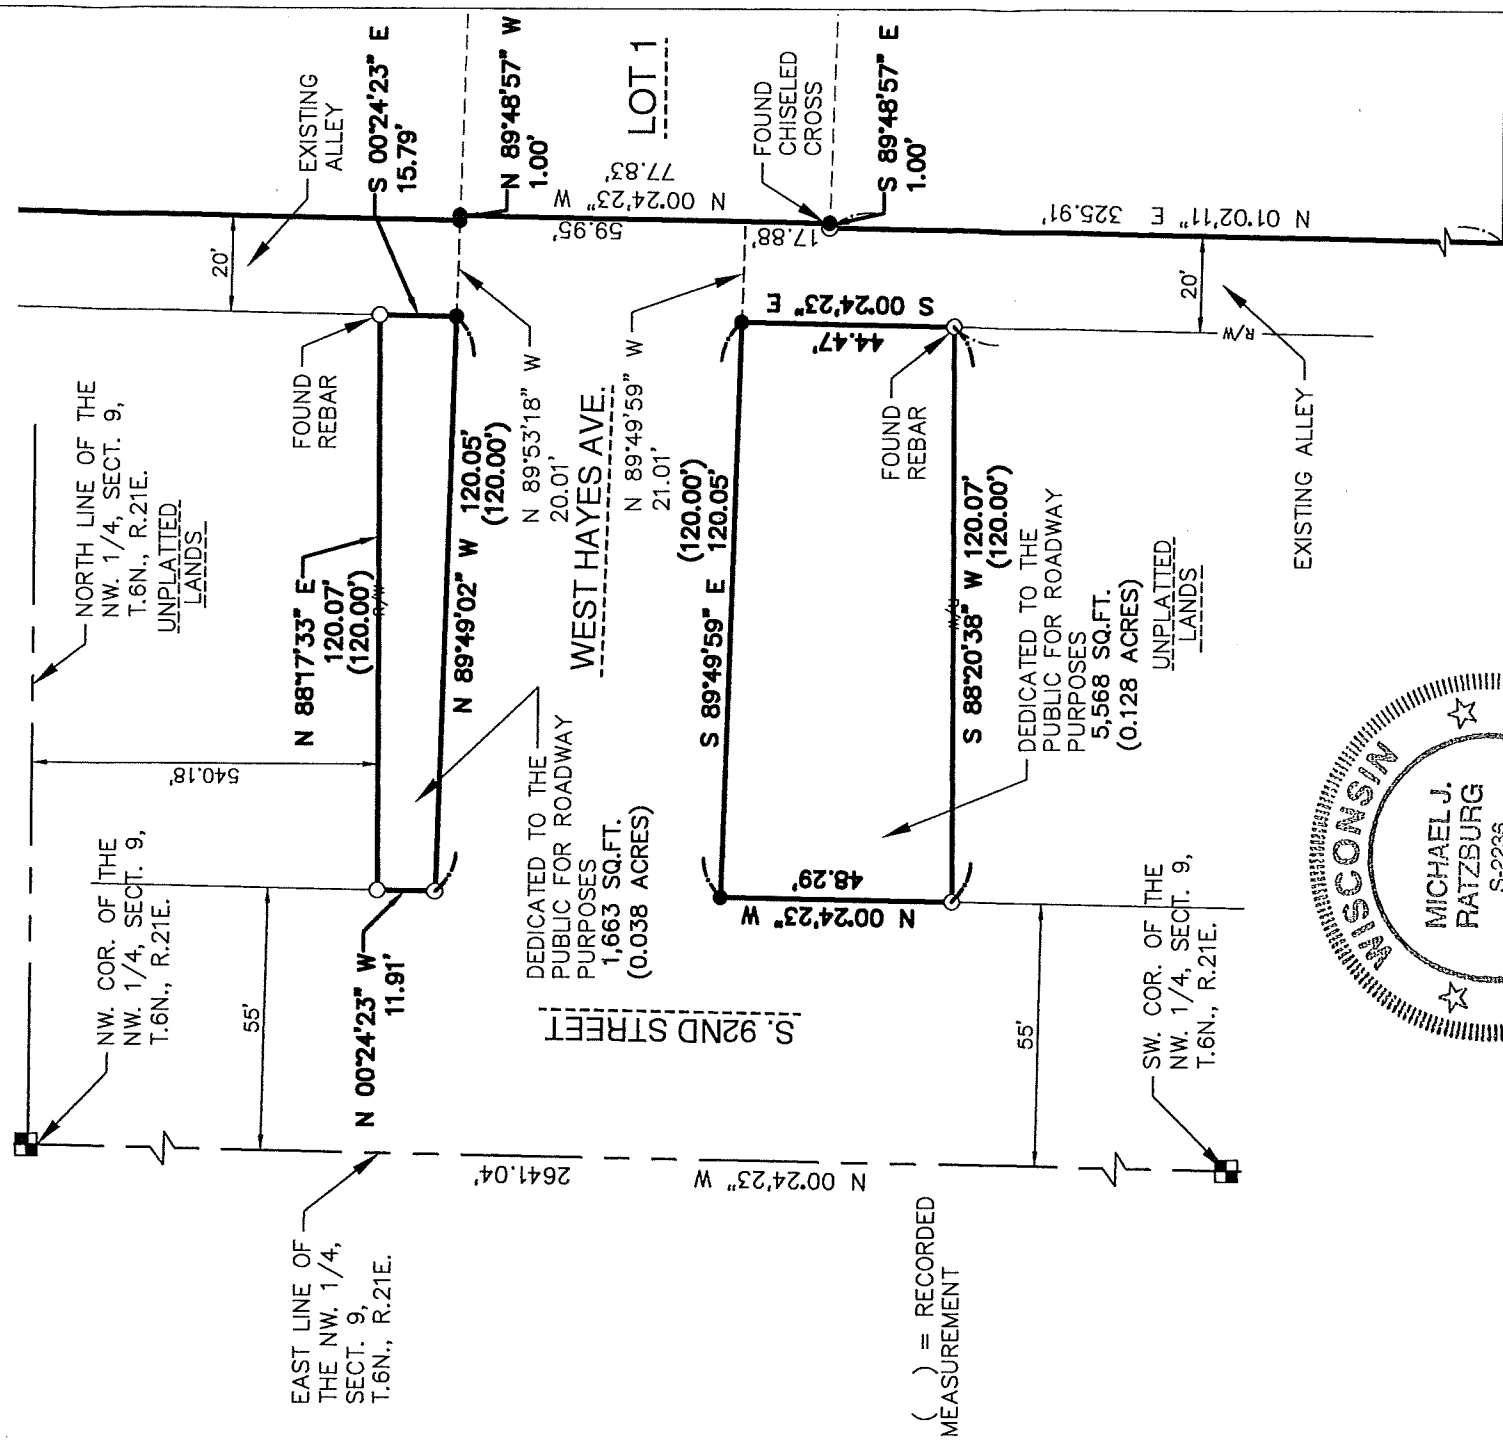 NORTH LINE OF THE
NW. 1/4, SECT. 9,
T.6N., R.21E.
UNPLATTED
LANDS
NW. COR. OF THE
NW. 1/4, SECT. 9,
T.6N., R.21E.
540.18'
55'
20'
EXISTING
ALLEY
S 00°24'23" E
15.79'
N 89°48'57" W
1.00'
LOT 1
FOUND
CHISELED
CROSS
S 89°48'57" E
1.00'
N 00°24'23" W
77.83'
59.95'
17.88'
N 01°02'11" E 325.91'
FOUND
REBAR
N 88°17'33" E
120.07'
(120.00')
R/W
N 89°49'02" W 120.05'
(120.00')
N 89°53'18" W
20.01'
WEST HAYES AVE.
N 89°49'59" W
21.01'
(120.00')
S 89°49'59" E 120.05'
S 00°24'23" E
44.47'
FOUND
REBAR
20'
R/W
EXISTING ALLEY
S 88°20'38" W 120.07'
(120.00')
R/W
DEDICATED TO THE
PUBLIC FOR ROADWAY
PURPOSES
5,568 SQ.FT.
(0.128 ACRES)
UNPLATTED
LANDS
DEDICATED TO THE
PUBLIC FOR ROADWAY
PURPOSES
1,663 SQ.FT.
(0.038 ACRES)
N 00°24'23" W
11.91'
N 00°24'23" W
48.29'
S. 92ND STREET
55'
SW. COR. OF THE
NW. 1/4, SECT. 9,
T.6N., R.21E.
N 00°24'23" W 2641.04'
EAST LINE OF
THE NW. 1/4,
SECT. 9,
T.6N., R.21E.
( ) = RECORDED
MEASUREMENT
WISCONSIN
MICHAEL J.
RATZBURG
S-2236